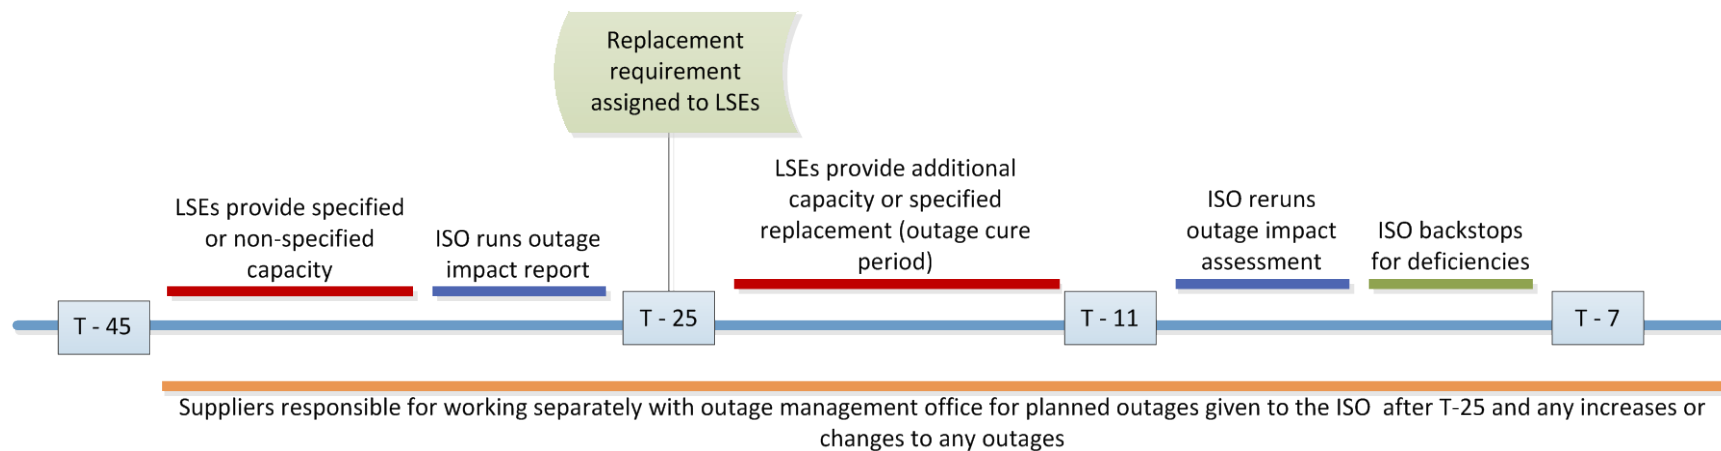 Replacement
requirement
assigned to LSEs
LSEs provide specified
or non-specified
capacity
ISO runs outage
impact report
LSEs provide additional
capacity or specified
replacement (outage cure
period)
ISO reruns
outage impact
assessment
ISO backstops
for deficiencies
T - 45
T - 25
T - 11
T - 7
Suppliers responsible for working separately with outage management office for planned outages given to the ISO  after T-25 and any increases or
changes to any outages